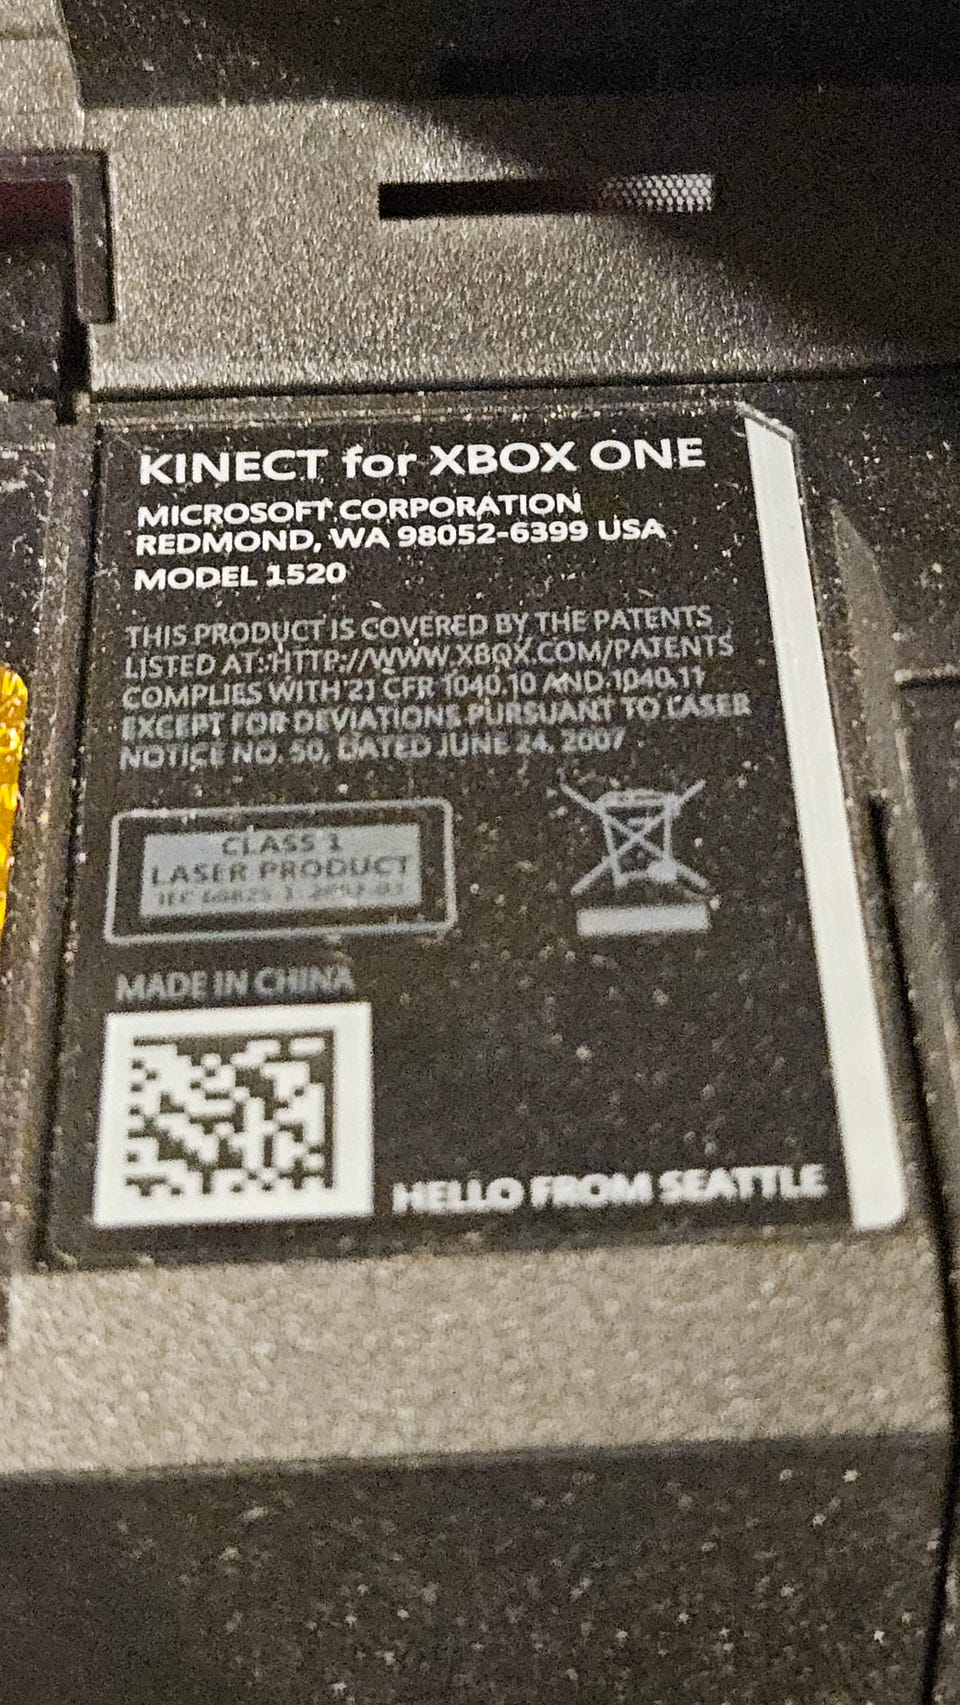 KINECT for XBOX ONE
MICROSOFT CORPORATION
REDMOND, WA 98052-6399 USA
MODEL 1520
THIS PRODUCT IS COVERED BY THE PATENTS
LISTED AT: HTTP://WWW.XBOX.COM/PATENTS
COMPLIES WITH 21 CFR 1040.10 AND 1040.11
EXCEPT FOR DEVIATIONS PURSUANT TO LASER
NOTICE NO. 50, DATED JUNE 24, 2007
CLASS 1
LASER PRODUCT
IEC 60825-1
MADE IN CHINA
HELLO FROM SEATTLE